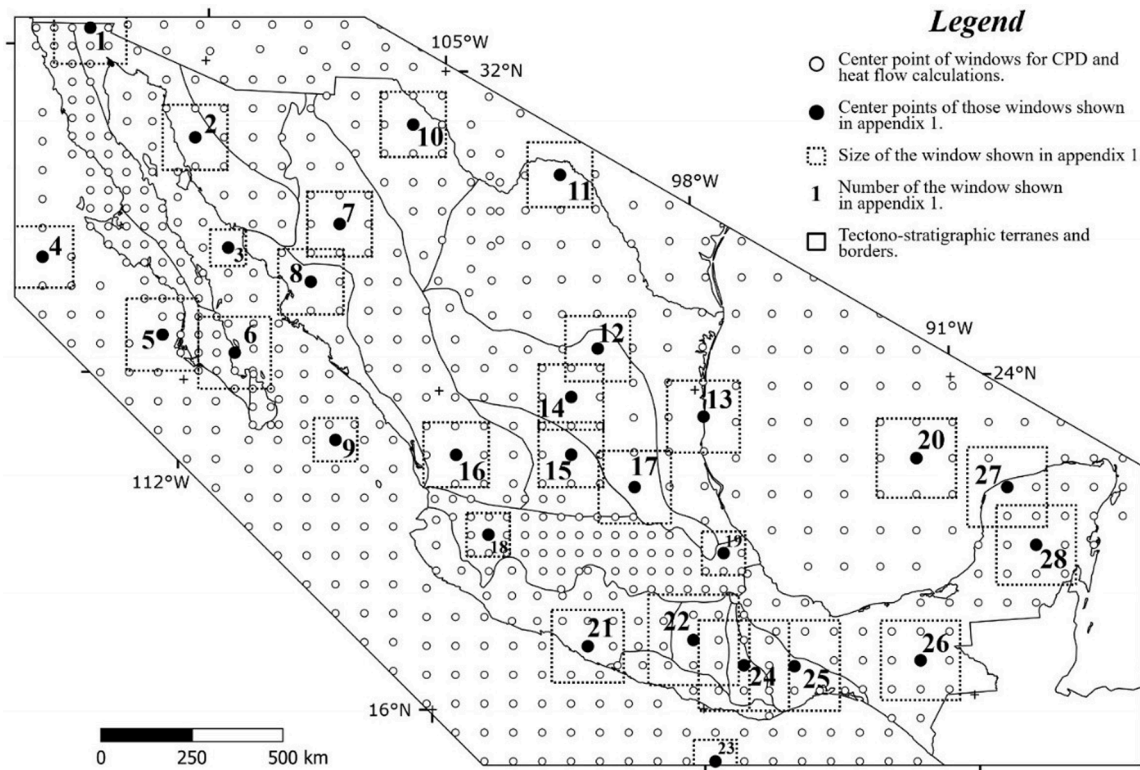 Legend
Center point of windows for CPD and
heat flow calculations.
Center points of those windows shown
in appendix 1.
Size of the window shown in appendix 1
1 Number of the window shown
in appendix 1.
Tectono-stratigraphic terranes and
borders.
105°W
32°N
98°W
91°W
24°N
112°W
16°N
1
2
3
4
5
6
7
8
9
10
11
12
13
14
15
16
17
18
19
20
21
22
23
24
25
26
27
28
0 250 500 km